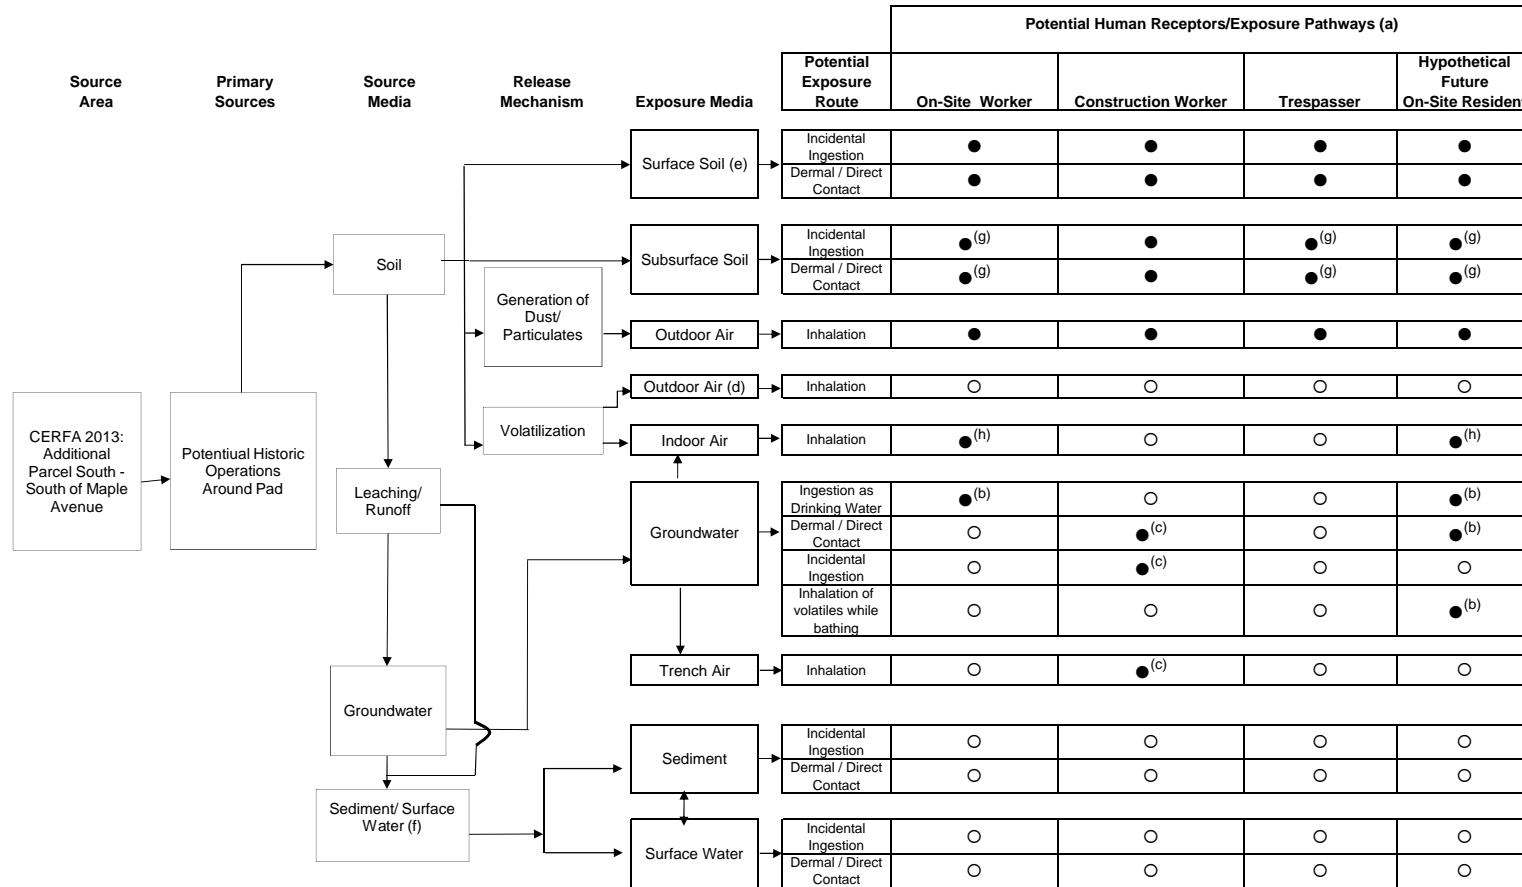 Potential Human Receptors/Exposure Pathways (a)
Source
Area
Primary
Sources
Source
Media
Release
Mechanism
Exposure Media
Potential
Exposure
Route
On-Site Worker
Construction Worker
Trespasser
Hypothetical
Future
On-Site Resident
Surface Soil (e)
Incidental
Ingestion
● ● ● ●
Dermal / Direct
Contact
● ● ● ●
Soil
Subsurface Soil
Incidental
Ingestion
●(g) ● ●(g) ●(g)
Dermal / Direct
Contact
●(g) ● ●(g) ●(g)
Generation of
Dust/
Particulates
Outdoor Air
Inhalation
● ● ● ●
Outdoor Air (d)
Inhalation
○ ○ ○ ○
Volatilization
Indoor Air
Inhalation
●(h) ○ ○ ●(h)
CERFA 2013:
Additional
Parcel South -
South of Maple
Avenue
Potentiual Historic
Operations
Around Pad
Leaching/
Runoff
Groundwater
Ingestion as
Drinking Water
●(b) ○ ○ ●(b)
Dermal / Direct
Contact
○ ●(c) ○ ●(b)
Incidental
Ingestion
○ ●(c) ○ ○
Inhalation of
volatiles while
bathing
○ ○ ○ ●(b)
Trench Air
Inhalation
○ ●(c) ○ ○
Groundwater
Sediment
Incidental
Ingestion
○ ○ ○ ○
Dermal / Direct
Contact
○ ○ ○ ○
Sediment/ Surface
Water (f)
Surface Water
Incidental
Ingestion
○ ○ ○ ○
Dermal / Direct
Contact
○ ○ ○ ○